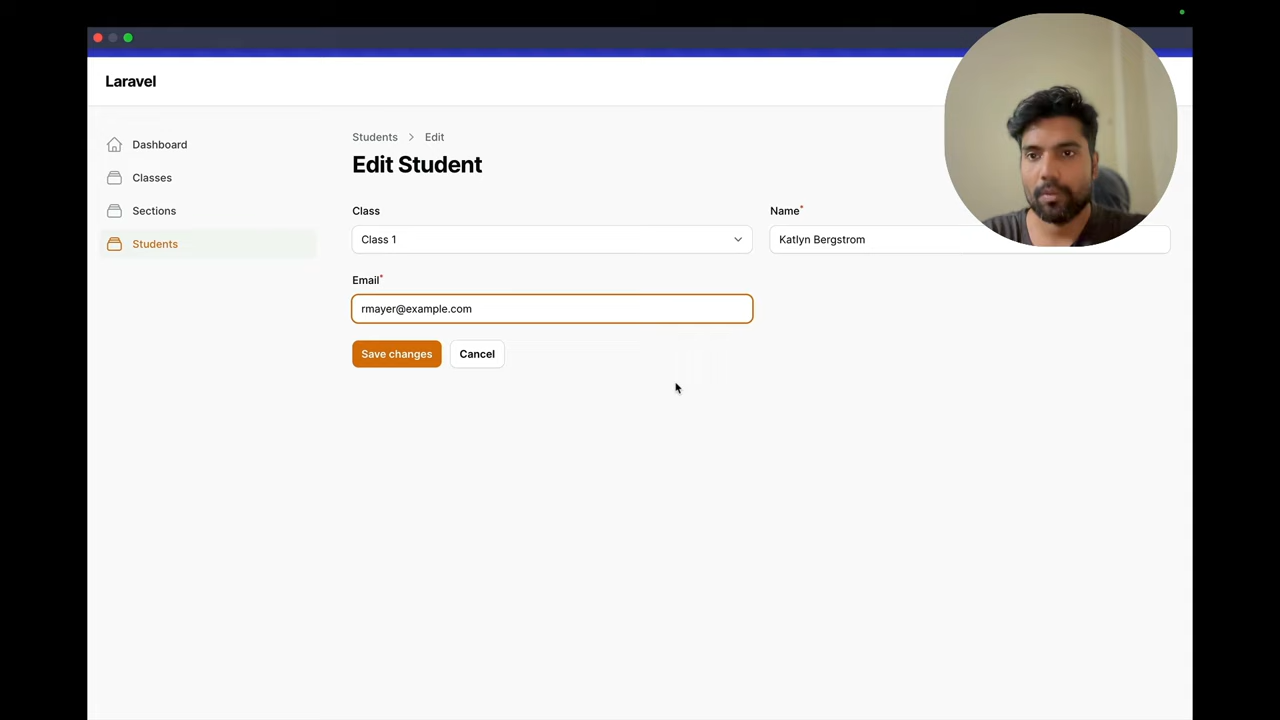 Laravel
Dashboard
Classes
Sections
Students
Students > Edit
Edit Student
Class
Name*
Class 1
Katlyn Bergstrom
Email*
rmayer@example.com
Save changes
Cancel